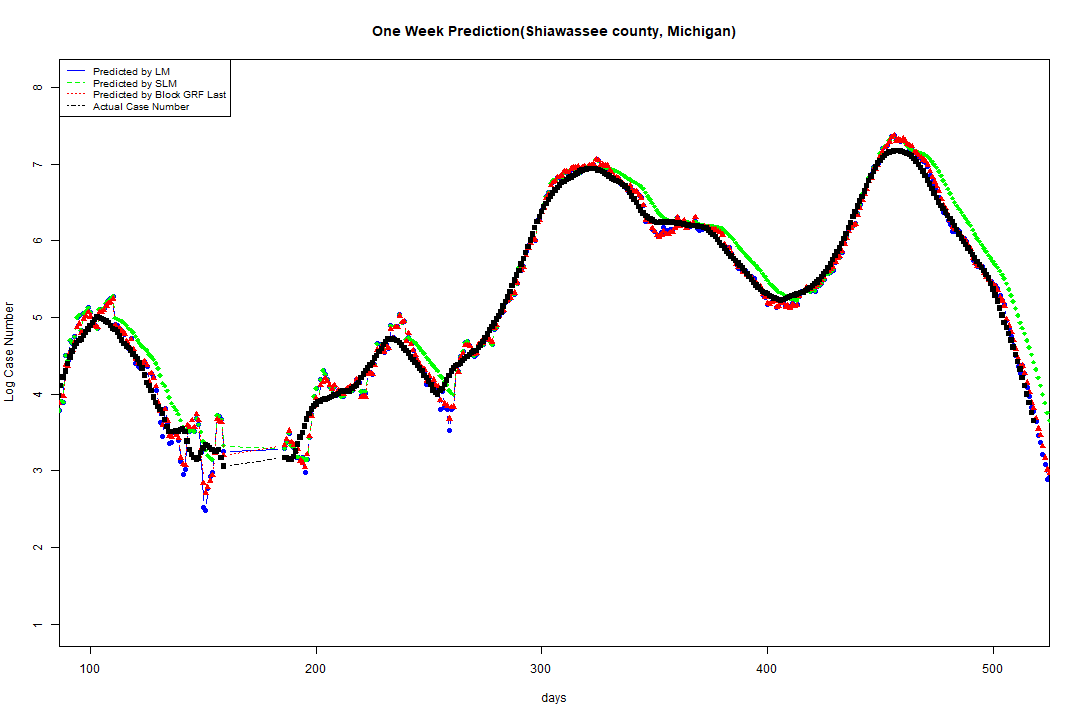 One Week Prediction(Shiawassee county, Michigan)
Predicted by LM
Predicted by SLM
Predicted by Block GRF Last
Actual Case Number
8
7
6
5
4
3
2
1
Log Case Number
100 200 300 400 500
days